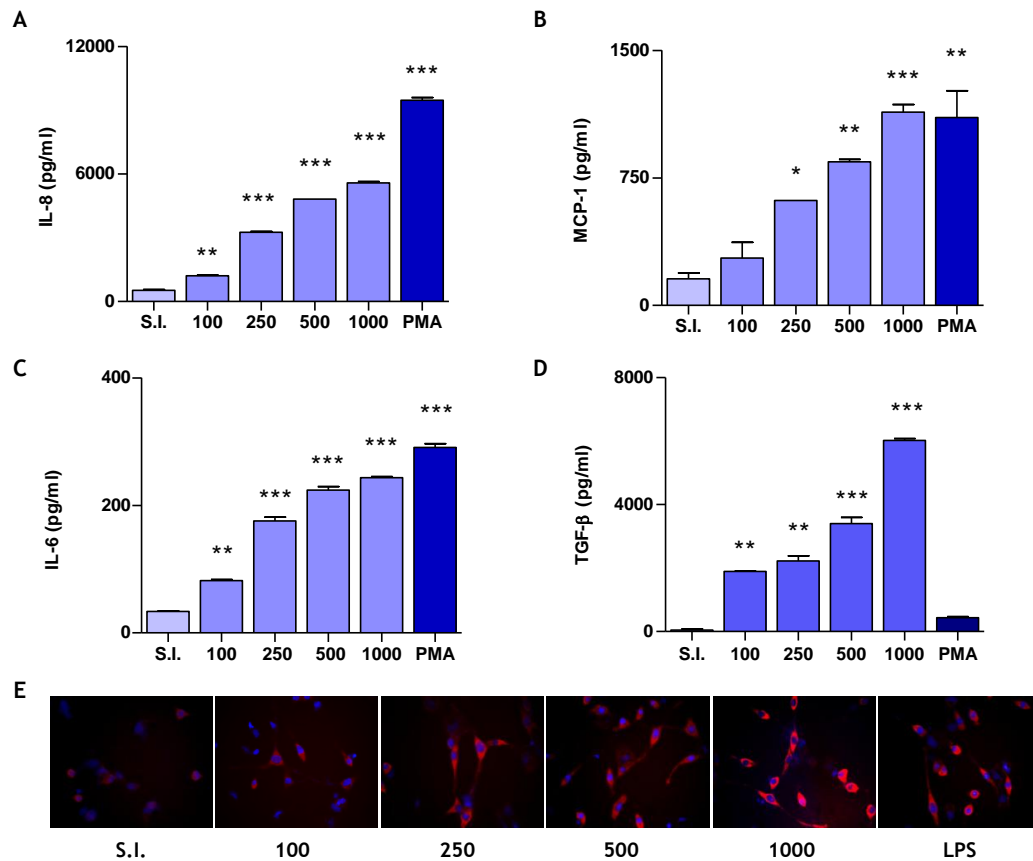 A
12000
6000
0
IL-8 (pg/ml)
**
***
***
***
***
S.I. 100 250 500 1000 PMA
B
1500
750
0
MCP-1 (pg/ml)
*
**
***
**
S.I. 100 250 500 1000 PMA
C
400
200
0
IL-6 (pg/ml)
**
***
***
***
***
S.I. 100 250 500 1000 PMA
D
8000
4000
0
TGF-β (pg/ml)
**
**
***
***
S.I. 100 250 500 1000 PMA
E
S.I. 100 250 500 1000 LPS